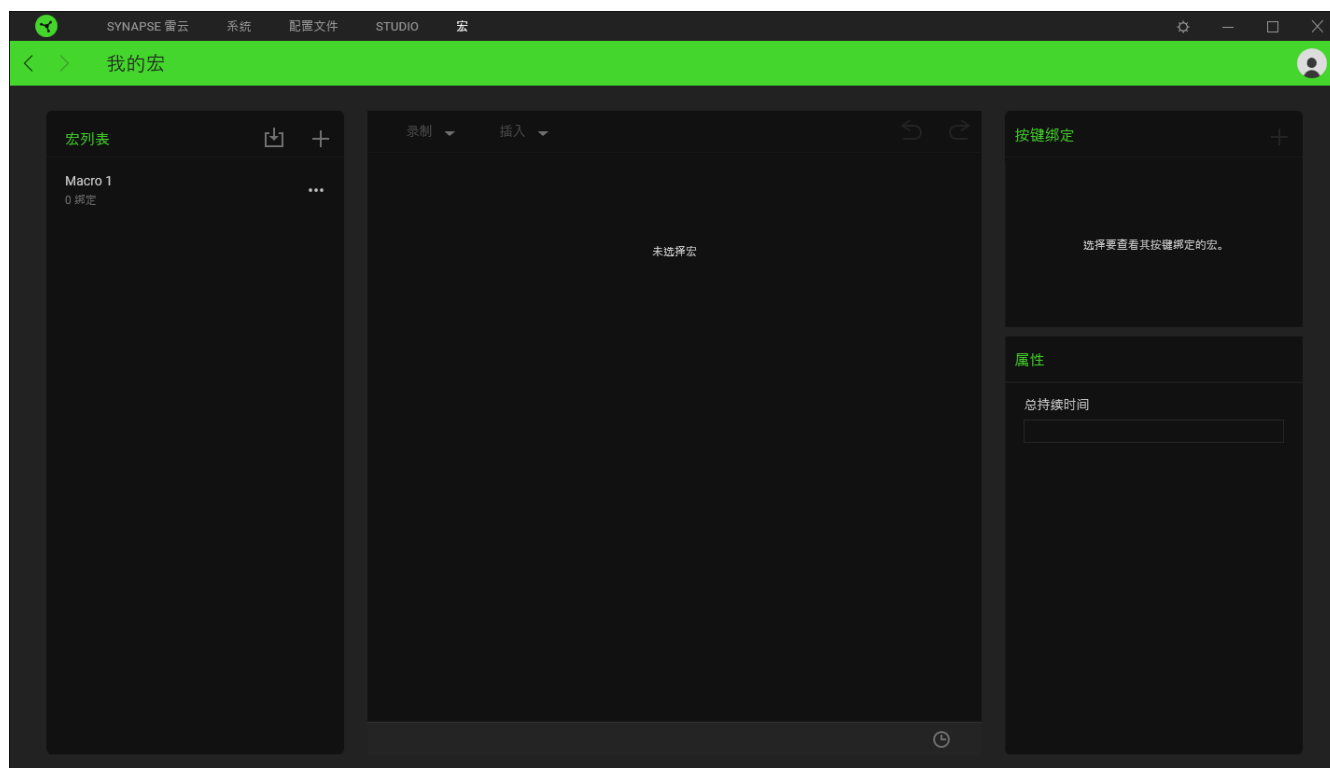 SYNAPSE 雷云 系统 配置文件 STUDIO 宏
我的宏
宏列表
录制 插入
按键绑定
Macro 1
0 绑定
未选择宏
选择要查看其按键绑定的宏。
属性
总持续时间